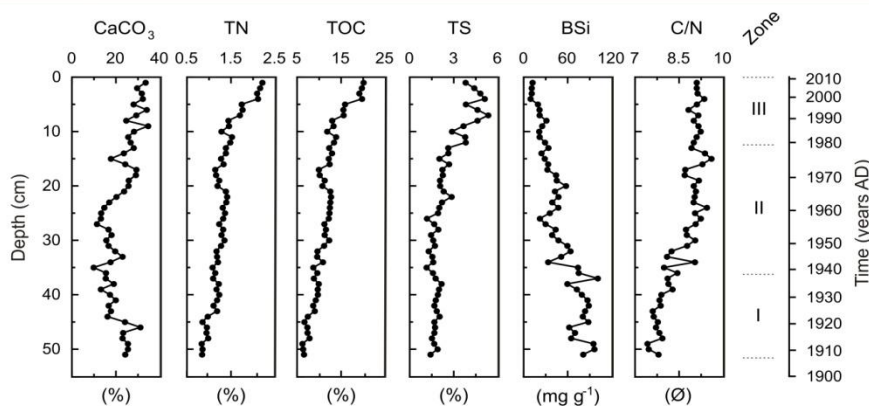 CaCO₃ TN TOC TS BSi C/N Zone
0 20 40 0.5 1.5 2.5 5 15 25 0 3 6 0 60 120 7 8.5 10
0 2010
2000
III 1990
10
1980
1970
20
II 1960
30
1950
1940
40
1930
I 1920
50 1910
1900
Depth (cm)
Time (years AD)
(%) (%) (%) (%) (mg g⁻¹) (Ø)